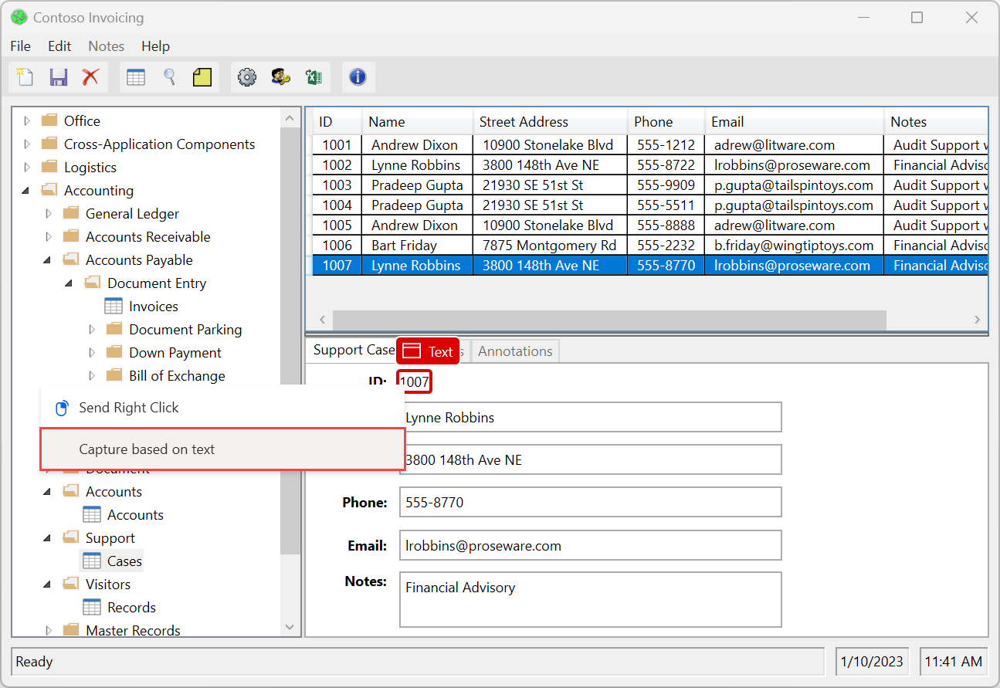 Contoso Invoicing
File Edit Notes Help
Office
Cross-Application Components
Logistics
Accounting
General Ledger
Accounts Receivable
Accounts Payable
Document Entry
Invoices
Document Parking
Down Payment
Bill of Exchange
Send Right Click
Capture based on text
Document
Accounts
Accounts
Support
Cases
Visitors
Records
Master Records
ID Name Street Address Phone Email Notes
1001 Andrew Dixon 10900 Stonelake Blvd 555-1212 adrew@litware.com Audit Support w
1002 Lynne Robbins 3800 148th Ave NE 555-8722 lrobbins@proseware.com Financial Adviso
1003 Pradeep Gupta 21930 SE 51st St 555-9909 p.gupta@tailspintoys.com Audit Support w
1004 Pradeep Gupta 21930 SE 51st St 555-5511 p.gupta@tailspintoys.com Audit Support w
1005 Andrew Dixon 10900 Stonelake Blvd 555-8888 adrew@litware.com Audit Support w
1006 Bart Friday 7875 Montgomery Rd 555-2232 b.friday@wingtiptoys.com Financial Adviso
1007 Lynne Robbins 3800 148th Ave NE 555-8770 lrobbins@proseware.com Financial Adviso
Support Case Text s Annotations
ID: 1007
Lynne Robbins
3800 148th Ave NE
Phone: 555-8770
Email: lrobbins@proseware.com
Notes: Financial Advisory
Ready 1/10/2023 11:41 AM